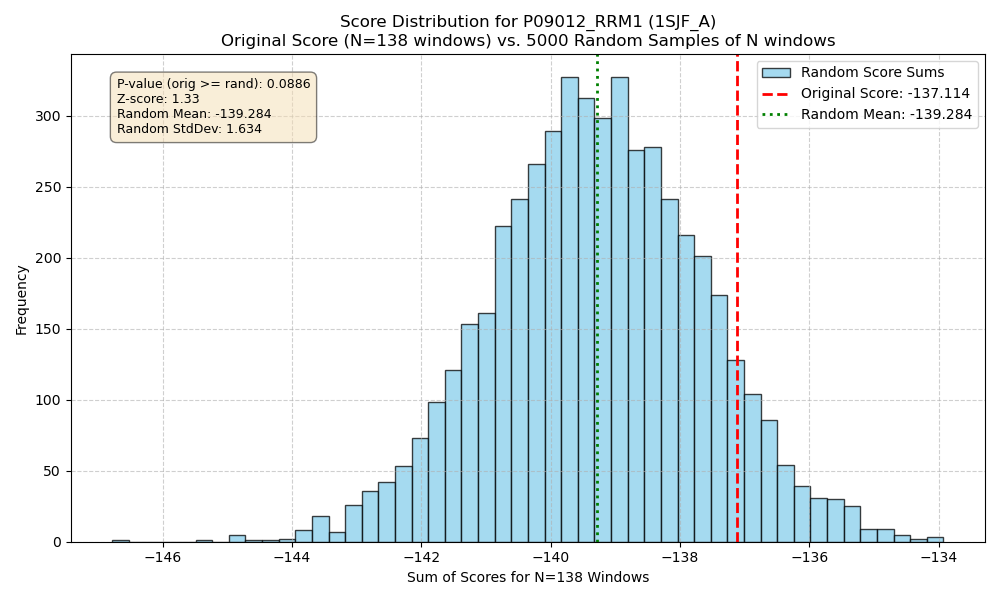 Score Distribution for P09012_RRM1 (1SJF_A)
Original Score (N=138 windows) vs. 5000 Random Samples of N windows
P-value (orig >= rand): 0.0886
Z-score: 1.33
Random Mean: -139.284
Random StdDev: 1.634
Random Score Sums
Original Score: -137.114
Random Mean: -139.284
Frequency
300
250
200
150
100
50
0
−146
−144
−142
−140
−138
−136
−134
Sum of Scores for N=138 Windows